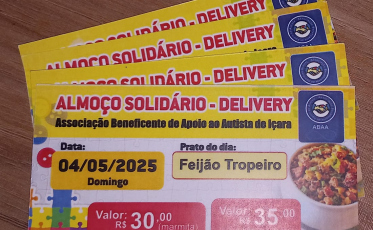 ALMOÇO SOLIDÁRIO - DELIVERY
ALMOÇO SOLIDÁRIO - DELIVERY
ALMOÇO SOLIDÁRIO - DELIVERY
ALMOÇO SOLIDÁRIO - DELIVERY
Associação Beneficente de Apoio ao Autista de Içara
ABAA
Data:
04/05/2025
Domingo
Prato do dia:
Feijão Tropeiro
Valor:
R$ 30,00
(marmita)
Valor:
R$ 35,00